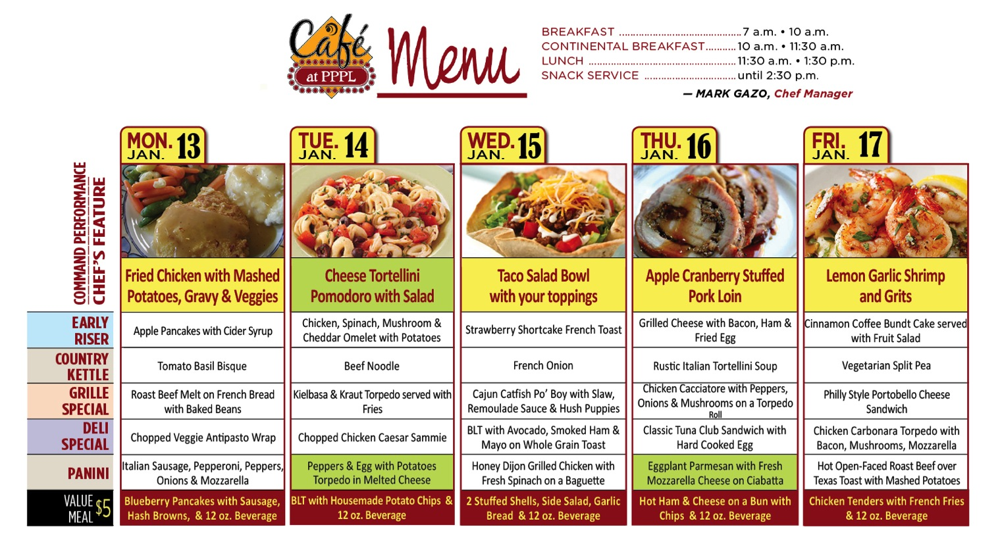 Café
at PPPL
Menu
BREAKFAST ........................................... 7 a.m. • 10 a.m.
CONTINENTAL BREAKFAST........... 10 a.m. • 11:30 a.m.
LUNCH .................................................... 11:30 a.m. • 1:30 p.m.
SNACK SERVICE ................................ until 2:30 p.m.
— MARK GAZO, Chef Manager
MON. JAN. 13
TUE. JAN. 14
WED. JAN. 15
THU. JAN. 16
FRI. JAN. 17
COMMAND PERFORMANCE
CHEF'S FEATURE
Fried Chicken with Mashed
Potatoes, Gravy & Veggies
Cheese Tortellini
Pomodoro with Salad
Taco Salad Bowl
with your toppings
Apple Cranberry Stuffed
Pork Loin
Lemon Garlic Shrimp
and Grits
EARLY
RISER
Apple Pancakes with Cider Syrup
Chicken, Spinach, Mushroom &
Cheddar Omelet with Potatoes
Strawberry Shortcake French Toast
Grilled Cheese with Bacon, Ham &
Fried Egg
Cinnamon Coffee Bundt Cake served
with Fruit Salad
COUNTRY
KETTLE
Tomato Basil Bisque
Beef Noodle
French Onion
Rustic Italian Tortellini Soup
Vegetarian Split Pea
GRILLE
SPECIAL
Roast Beef Melt on French Bread
with Baked Beans
Kielbasa & Kraut Torpedo served with
Fries
Cajun Catfish Po' Boy with Slaw,
Remoulade Sauce & Hush Puppies
Chicken Cacciatore with Peppers,
Onions & Mushrooms on a Torpedo
Roll
Philly Style Portobello Cheese
Sandwich
DELI
SPECIAL
Chopped Veggie Antipasto Wrap
Chopped Chicken Caesar Sammie
BLT with Avocado, Smoked Ham &
Mayo on Whole Grain Toast
Classic Tuna Club Sandwich with
Hard Cooked Egg
Chicken Carbonara Torpedo with
Bacon, Mushrooms, Mozzarella
PANINI
Italian Sausage, Pepperoni, Peppers,
Onions & Mozzarella
Peppers & Egg with Potatoes
Torpedo in Melted Cheese
Honey Dijon Grilled Chicken with
Fresh Spinach on a Baguette
Eggplant Parmesan with Fresh
Mozzarella Cheese on Ciabatta
Hot Open-Faced Roast Beef over
Texas Toast with Mashed Potatoes
VALUE
MEAL $5
Blueberry Pancakes with Sausage,
Hash Browns, & 12 oz. Beverage
BLT with Housemade Potato Chips &
12 oz. Beverage
2 Stuffed Shells, Side Salad, Garlic
Bread & 12 oz. Beverage
Hot Ham & Cheese on a Bun with
Chips & 12 oz. Beverage
Chicken Tenders with French Fries
& 12 oz. Beverage